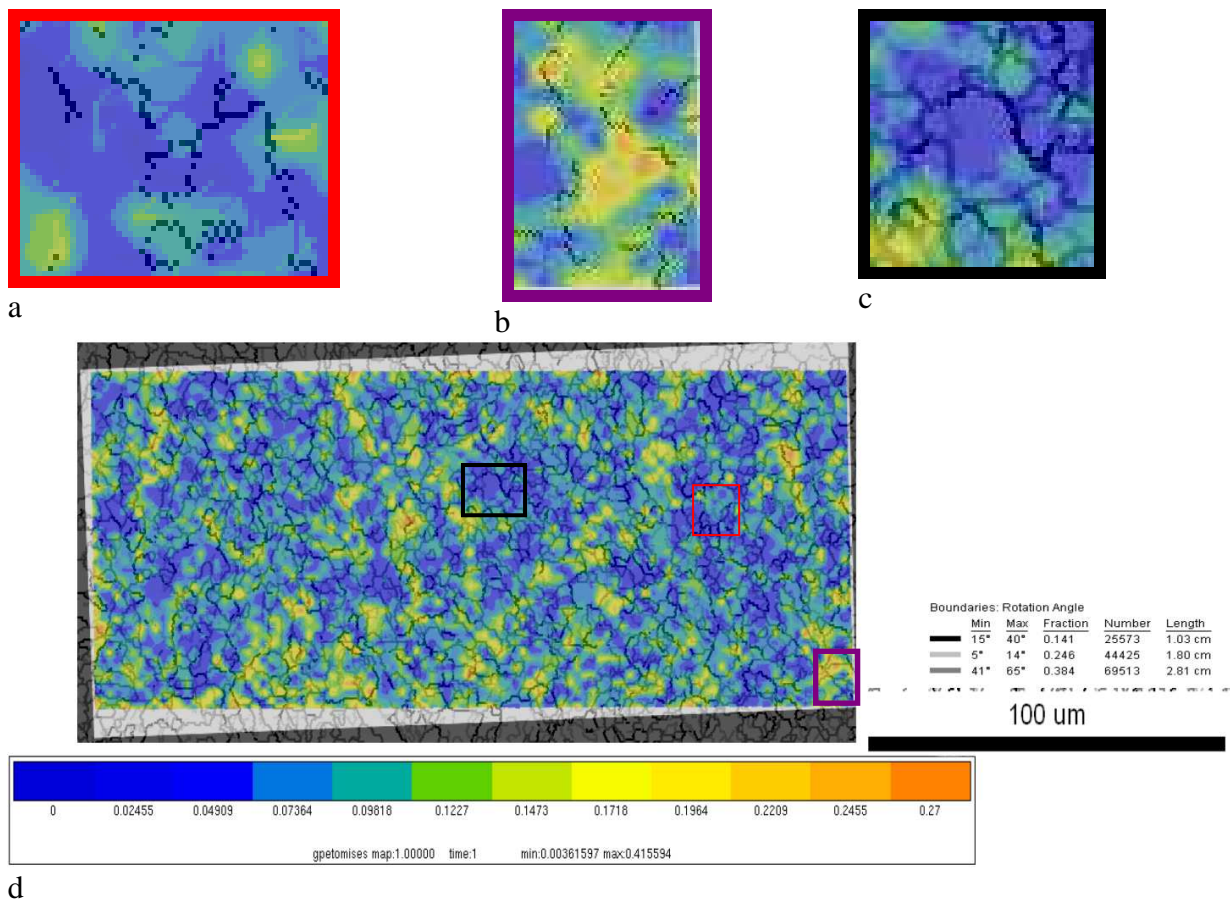 a
b
c
Boundaries: Rotation Angle
Min Max Fraction Number Length
15° 40° 0.141 25573 1.03 cm
5° 14° 0.246 44425 1.80 cm
41° 65° 0.384 69513 2.81 cm
100 um
0 0.02455 0.04909 0.07364 0.09818 0.1227 0.1473 0.1718 0.1964 0.2209 0.2455 0.27
gpetomises map:1.00000 time:1 min:0.00361597 max:0.415594
d